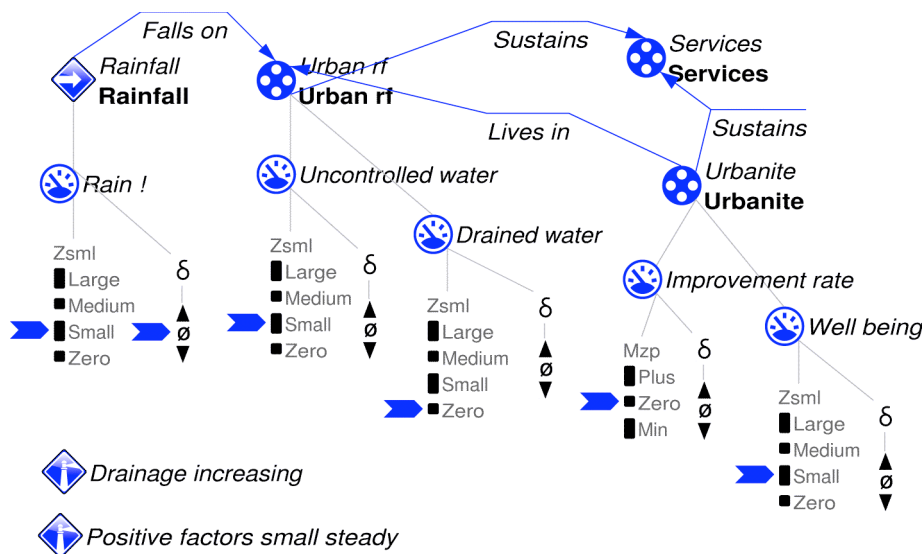 Falls on
Rainfall
Rainfall
Urban rf
Urban rf
Sustains
Services
Services
Lives in
Sustains
Urbanite
Urbanite
Rain !
Zsml
Large
Medium
Small
Zero
δ
ø
Uncontrolled water
Zsml
Large
Medium
Small
Zero
δ
ø
Drained water
Zsml
Large
Medium
Small
Zero
δ
ø
Improvement rate
Mzp
Plus
Zero
Min
δ
ø
Well being
Zsml
Large
Medium
Small
Zero
δ
ø
Drainage increasing
Positive factors small steady